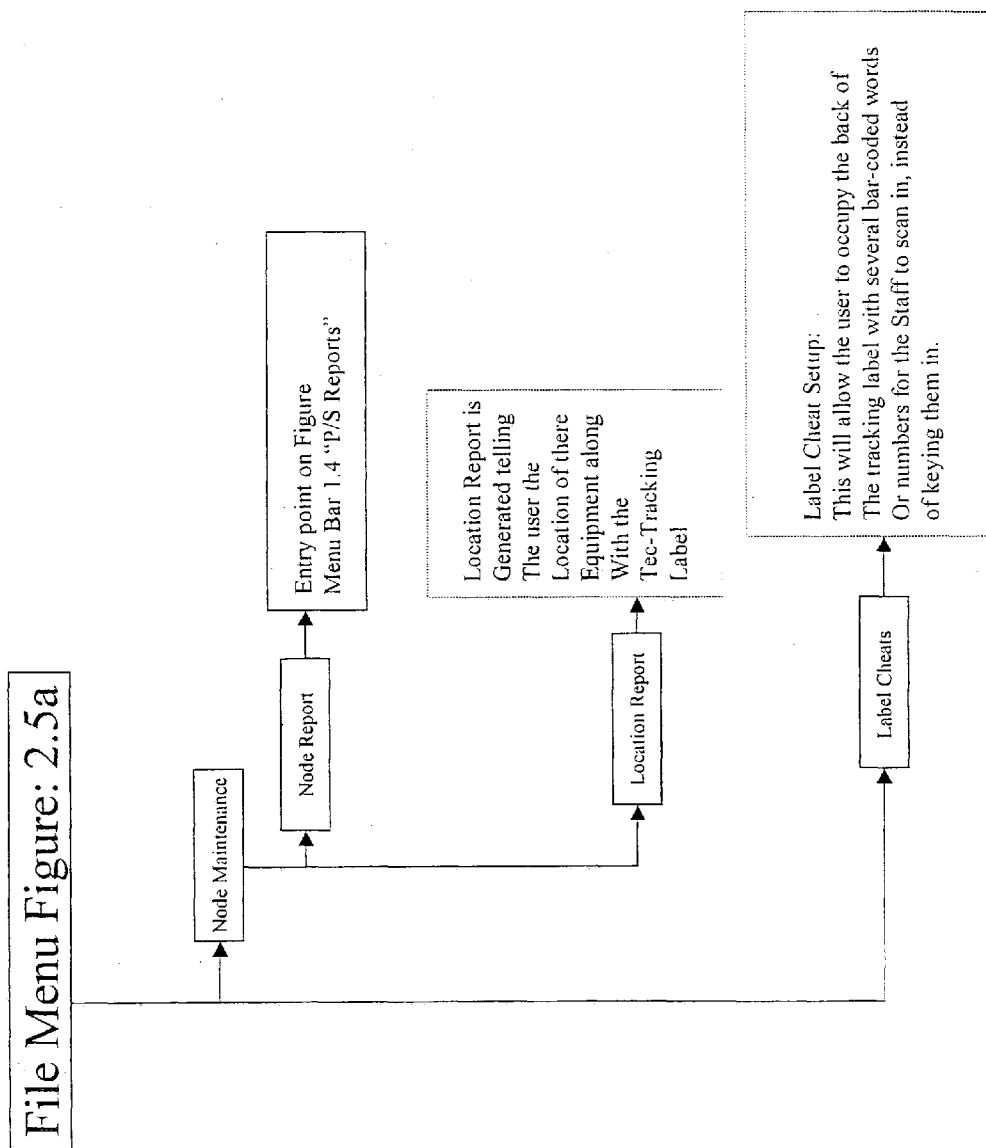 File Menu Figure: 2.5a
Node Maintenance
Node Report
Entry point on Figure
Menu Bar 1.4 “P/S Reports”
Location Report
Location Report is
Generated telling
The user the
Location of there
Equipment along
With the
Tec-Tracking
Label
Label Cheats
Label Cheat Setup:
This will allow the user to occupy the back of
The tracking label with several bar-coded words
Or numbers for the Staff to scan in, instead
of keying them in.